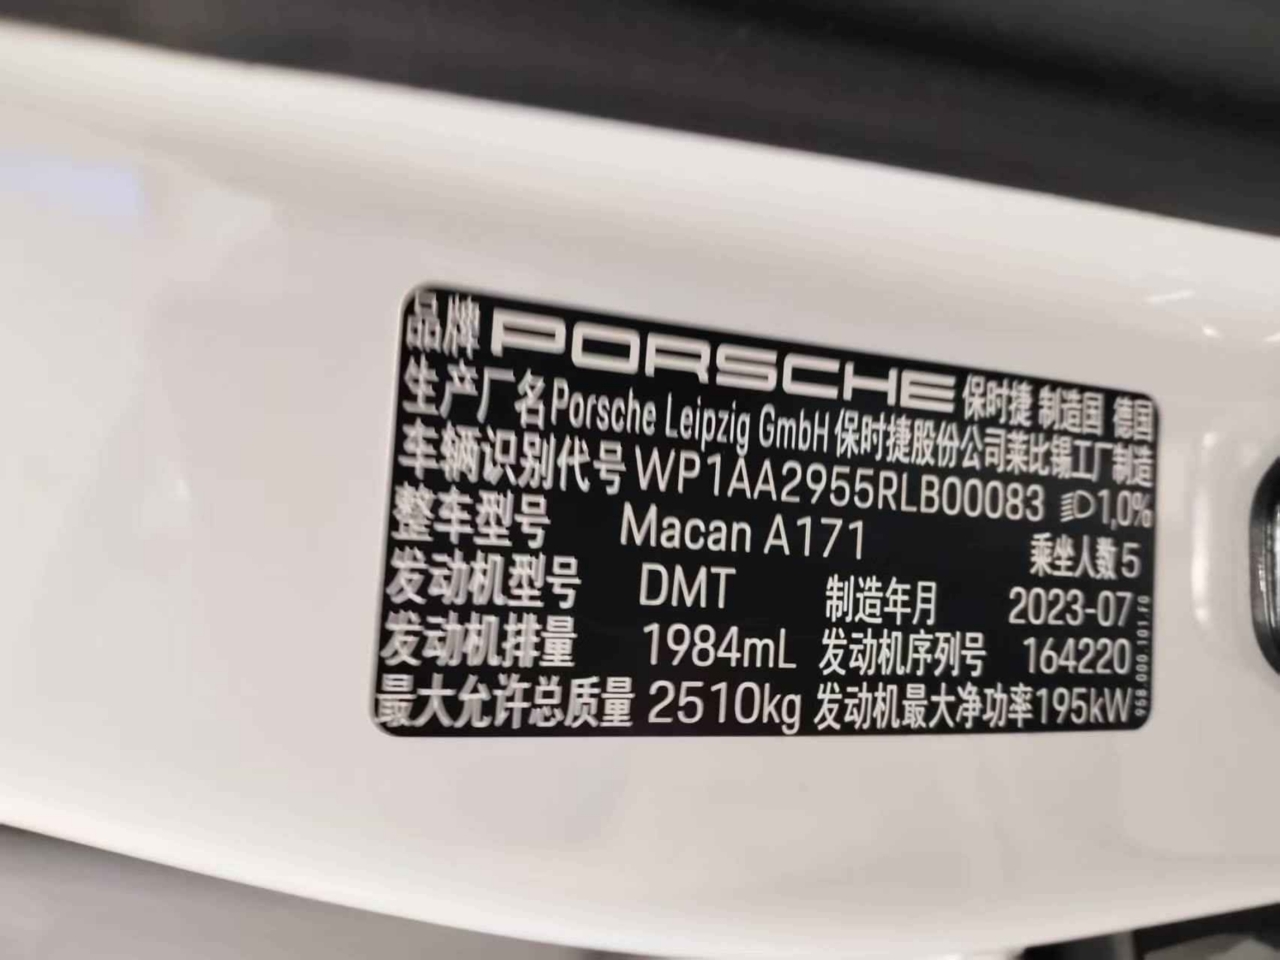 品牌 PORSCHE 保时捷 制造国 德国
生产厂名 Porsche Leipzig GmbH 保时捷股份公司莱比锡工厂制造
车辆识别代号 WP1AA2955RLB00083 1,0%
整车型号 Macan A171 乘坐人数 5
发动机型号 DMT 制造年月 2023-07
发动机排量 1984mL 发动机序列号 164220
最大允许总质量 2510kg 发动机最大净功率 195kW
958.000.101.F0